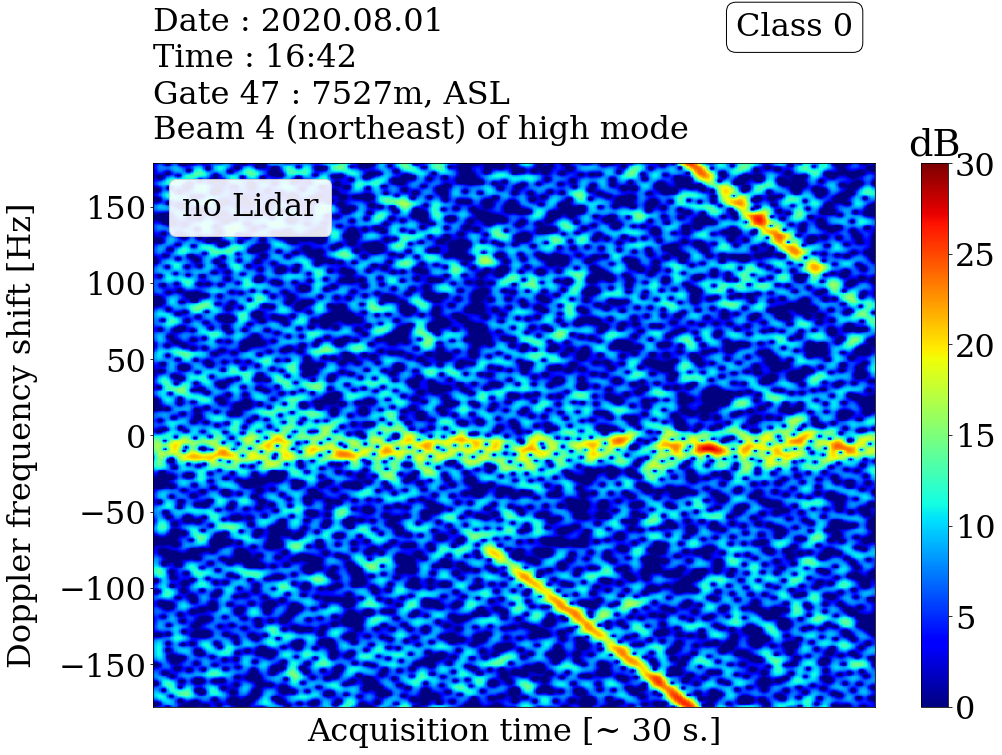 Date : 2020.08.01
Time : 16:42
Gate 47 : 7527m, ASL
Beam 4 (northeast) of high mode
Class 0
dB
no Lidar
Doppler frequency shift [Hz]
150
100
50
0
−50
−100
−150
30
25
20
15
10
5
0
Acquisition time [~ 30 s.]